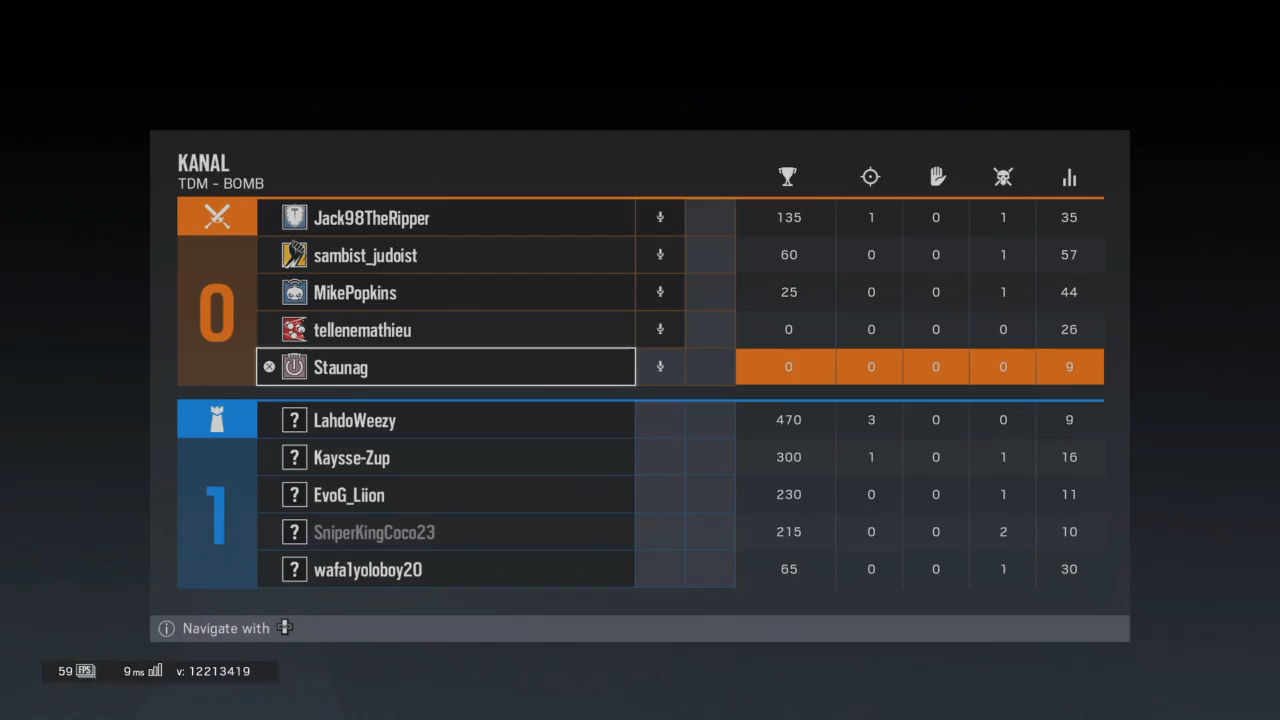 KANAL
TDM - BOMB
Jack98TheRipper 135 1 0 1 35
sambist_judoist 60 0 0 1 57
MikePopkins 25 0 0 1 44
tellenemathieu 0 0 0 0 26
Staunag 0 0 0 0 9
0
? LahdoWeezy 470 3 0 0 9
? Kaysse-Zup 300 1 0 1 16
? EvoG_Liion 230 0 0 1 11
? SniperKingCoco23 215 0 0 2 10
? wafa1yoloboy20 65 0 0 1 30
1
Navigate with
59 FPS 9 ms v: 12213419